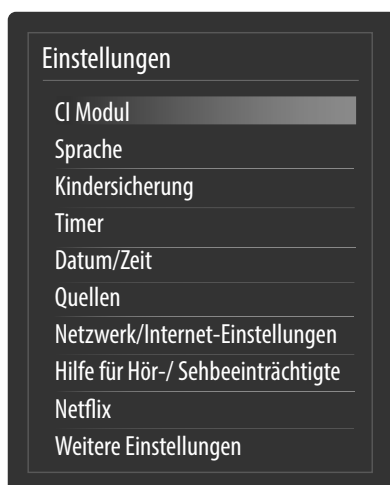 Einstellungen
CI Modul
Sprache
Kindersicherung
Timer
Datum/Zeit
Quellen
Netzwerk/Internet-Einstellungen
Hilfe für Hör-/ Sehbeeinträchtigte
Netflix
Weitere Einstellungen